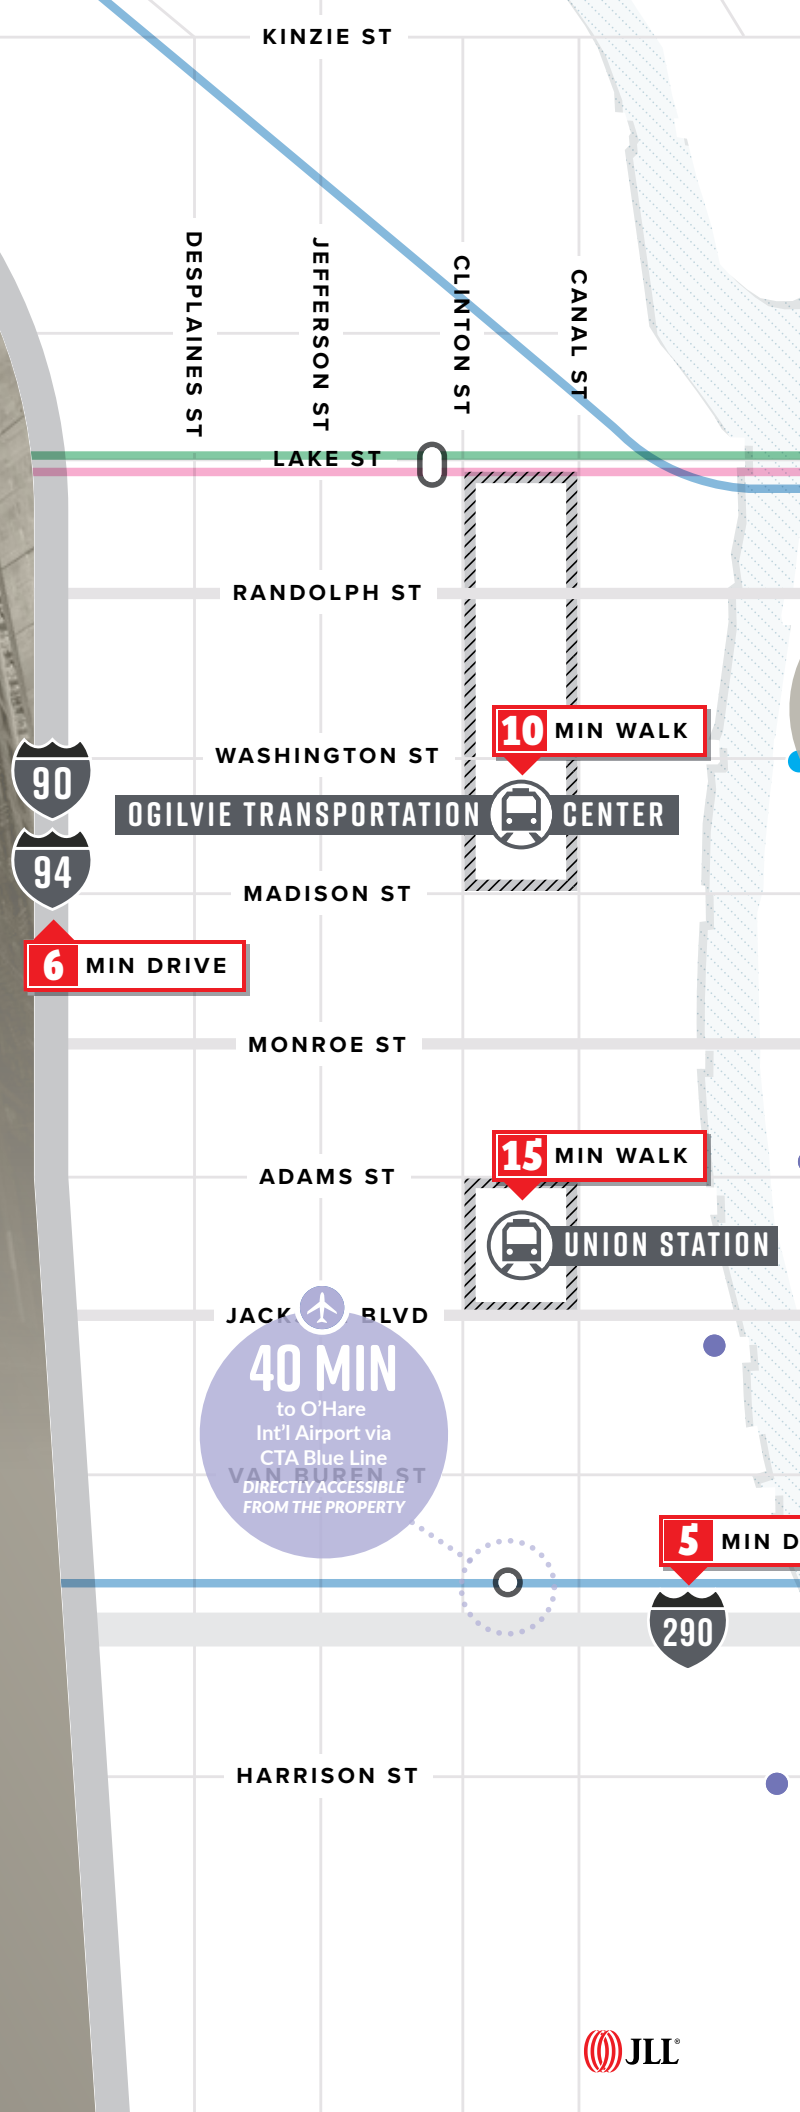 KINZIE ST
DESPLAINES ST
JEFFERSON ST
CLINTON ST
CANAL ST
LAKE ST
RANDOLPH ST
10 MIN WALK
WASHINGTON ST
90
OGILVIE TRANSPORTATION CENTER
94
MADISON ST
6 MIN DRIVE
MONROE ST
15 MIN WALK
ADAMS ST
UNION STATION
JACK BLVD
40 MIN
to O'Hare
Int'l Airport via
CTA Blue Line
VAN BUREN ST
DIRECTLY ACCESSIBLE
FROM THE PROPERTY
5 MIN D
290
HARRISON ST
JLL®